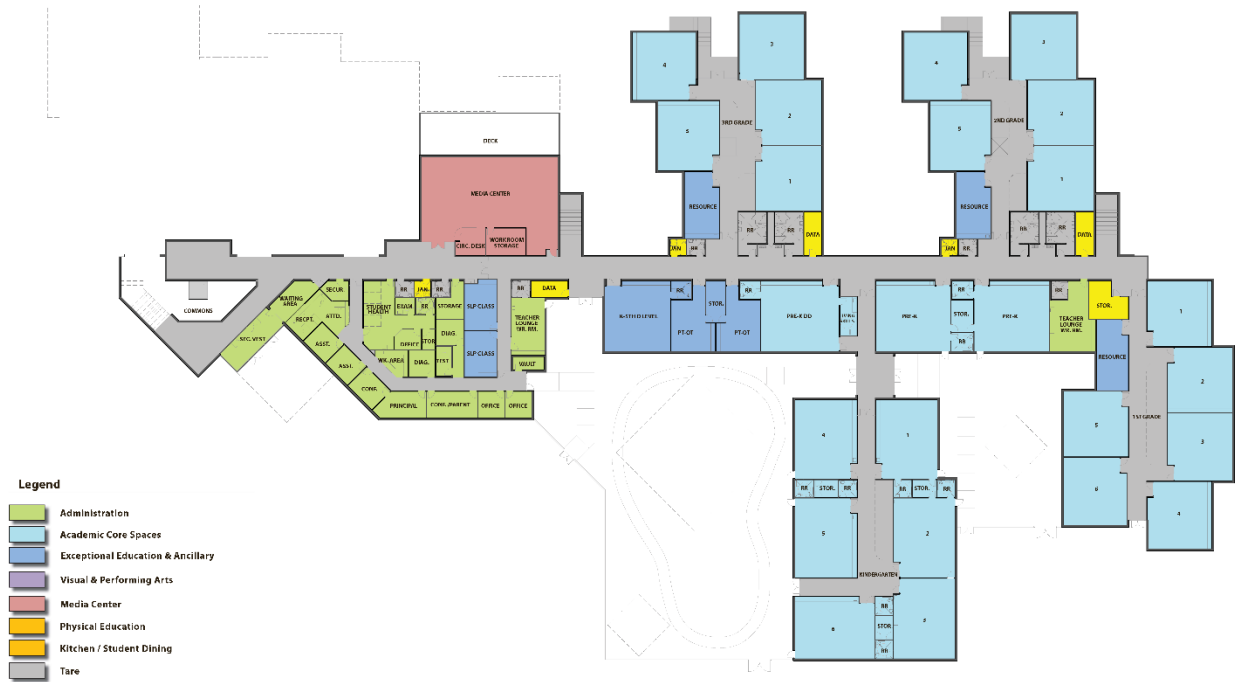 3
3
4
4
2
2
3RD GRADE
2ND GRADE
5
5
DECK
1
1
MEDIA CENTER
RESOURCE
RESOURCE
RR
RR
DATA
RR
RR
DATA
CIRC. DESK
WORKROOM
STORAGE
JAN
RR
JAN
RR
COMMONS
WAITING
AREA
SECUR
RECPT.
ATTD.
SEC. VEST
ASST.
ASST.
CONF.
STUDENT
HEALTH
RR
JAN.
RR
EXAM
RR
STORAGE
OFFICE
STOR
DIAG.
WK. AREA
DIAG.
TEST
SLP CLASS
SLP CLASS
RR
DATA
TEACHER
LOUNGE
WK. RM.
VAULT
PRINCIPAL
CONF./PARENT
OFFICE
OFFICE
RR
STOR.
RR
PT-OT
PT-OT
PRE-K DD
PRE-K
RR
STOR.
RR
PRE-K
RR
TEACHER
LOUNGE
WK. RM.
STOR.
RESOURCE
1
2
1ST GRADE
5
3
4
4
1
RR
STOR.
RR
RR
STOR.
RR
5
2
KINDERGARTEN
RR
STOR
RR
Legend
Administration
Academic Core Spaces
Exceptional Education & Ancillary
Visual & Performing Arts
Media Center
Physical Education
Kitchen / Student Dining
Tare